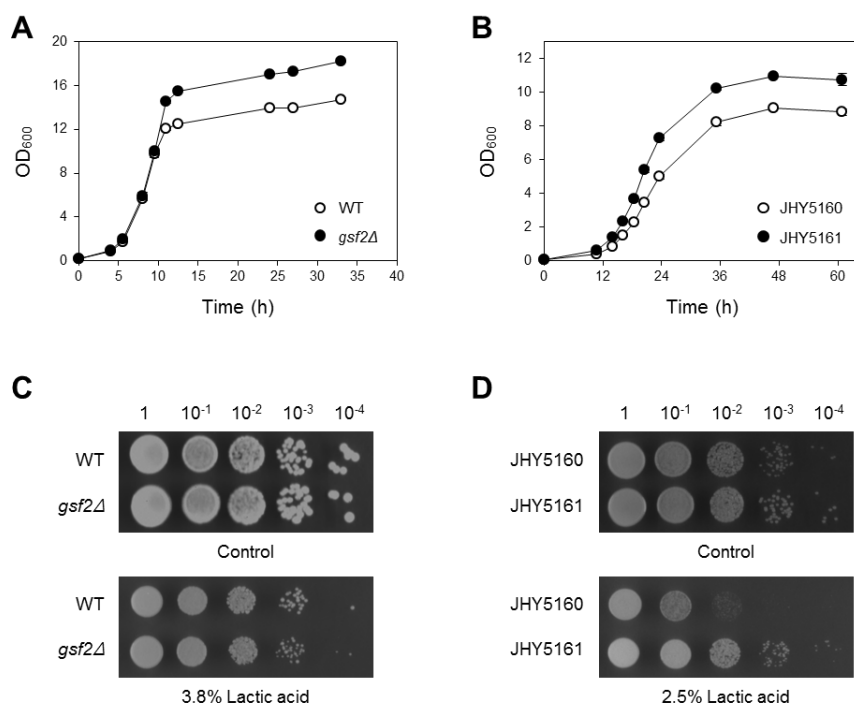 A
20
16
12
8
4
0
OD600
0 5 10 15 20 25 30 35 40
Time (h)
WT
gsf2Δ
B
12
10
8
6
4
2
0
OD600
0 12 24 36 48 60
Time (h)
JHY5160
JHY5161
C
1 10-1 10-2 10-3 10-4
WT
gsf2Δ
Control
WT
gsf2Δ
3.8% Lactic acid
D
1 10-1 10-2 10-3 10-4
JHY5160
JHY5161
Control
JHY5160
JHY5161
2.5% Lactic acid